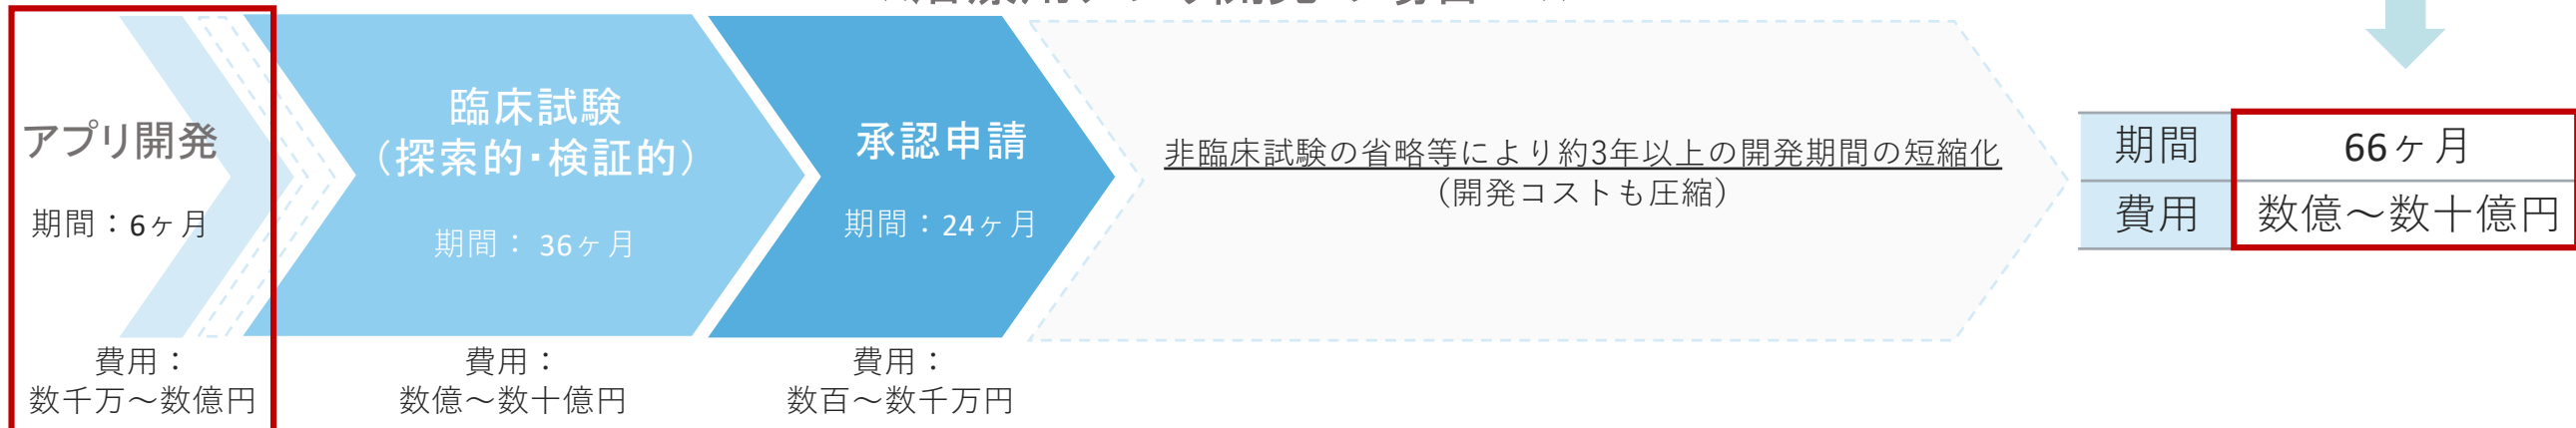 アプリ開発
期間：6ヶ月
費用：
数千万～数億円
臨床試験
（探索的・検証的）
期間： 36ヶ月
費用：
数億～数十億円
承認申請
期間：24ヶ月
費用：
数百～数千万円
非臨床試験の省略等により約3年以上の開発期間の短縮化
（開発コストも圧縮）
期間 66ヶ月
費用 数億～数十億円